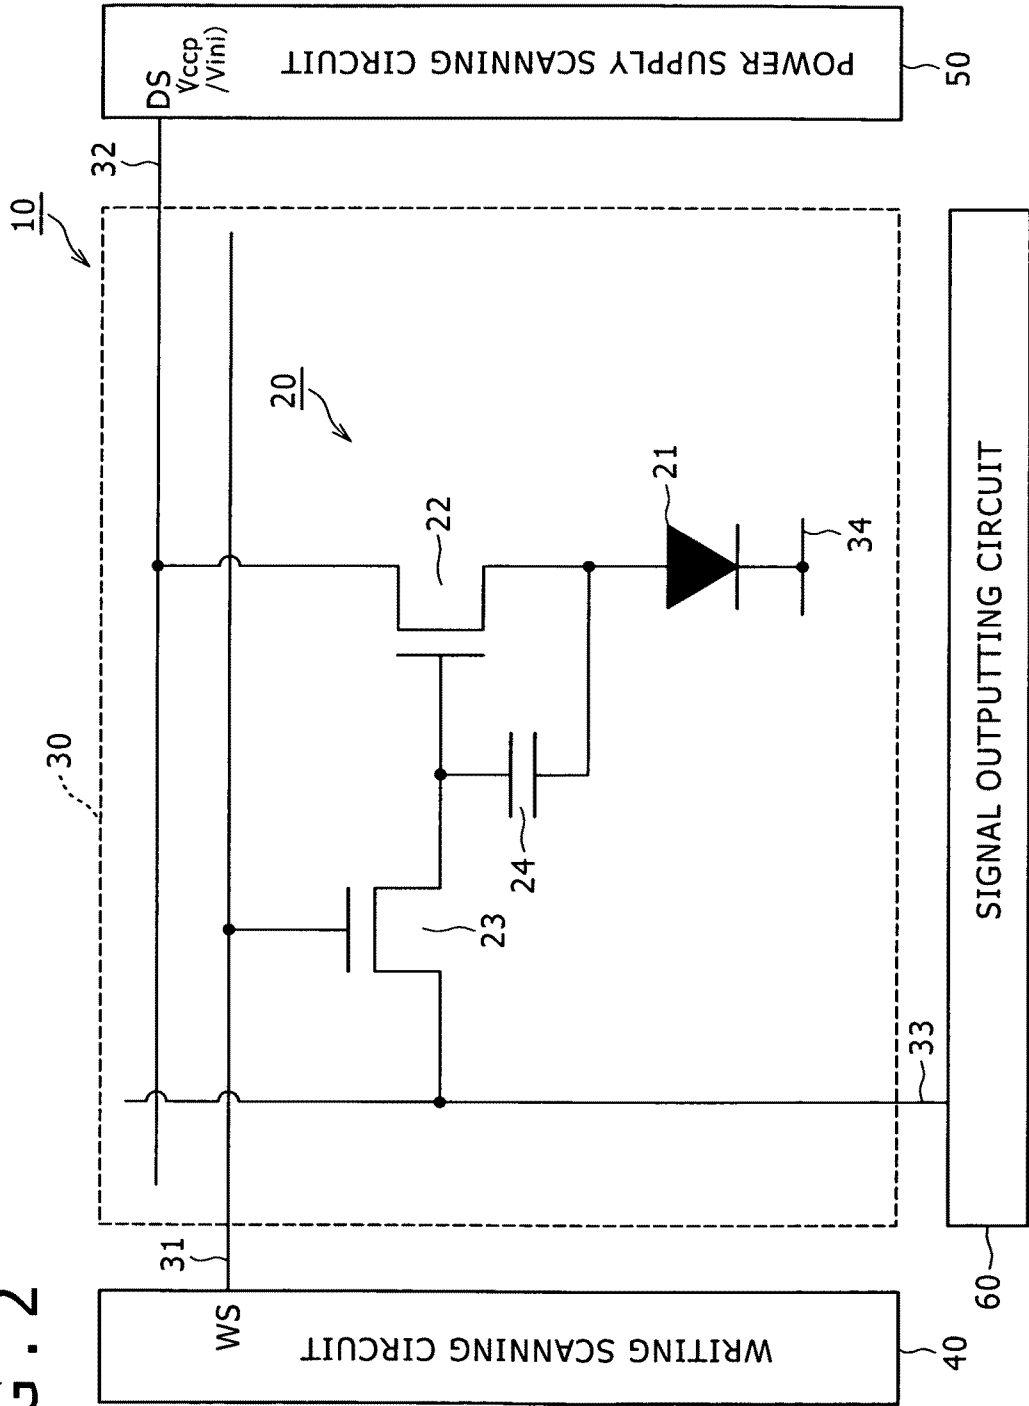 G . 2
10
30
32
DS
Vccp
/Vini)
POWER SUPPLY SCANNING CIRCUIT
50
31
WS
WRITING SCANNING CIRCUIT
40
20
22
23
24
21
34
33
SIGNAL OUTPUTTING CIRCUIT
60